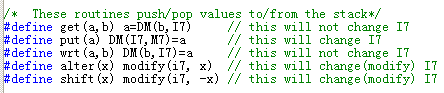 /*  These routines push/pop values to/from the stack*/
#define get(a,b) a=DM(b,I7)     // this will not change I7
#define put(a) DM(I7,M7)=a      // this will change I7
#define wrt(a,b) DM(b,I7)=a     // this will not change I7
#define alter(x) modify(i7, x)  // this will change(modify) I7
#define shift(x) modify(i7, -x) // this will change(modify) I7